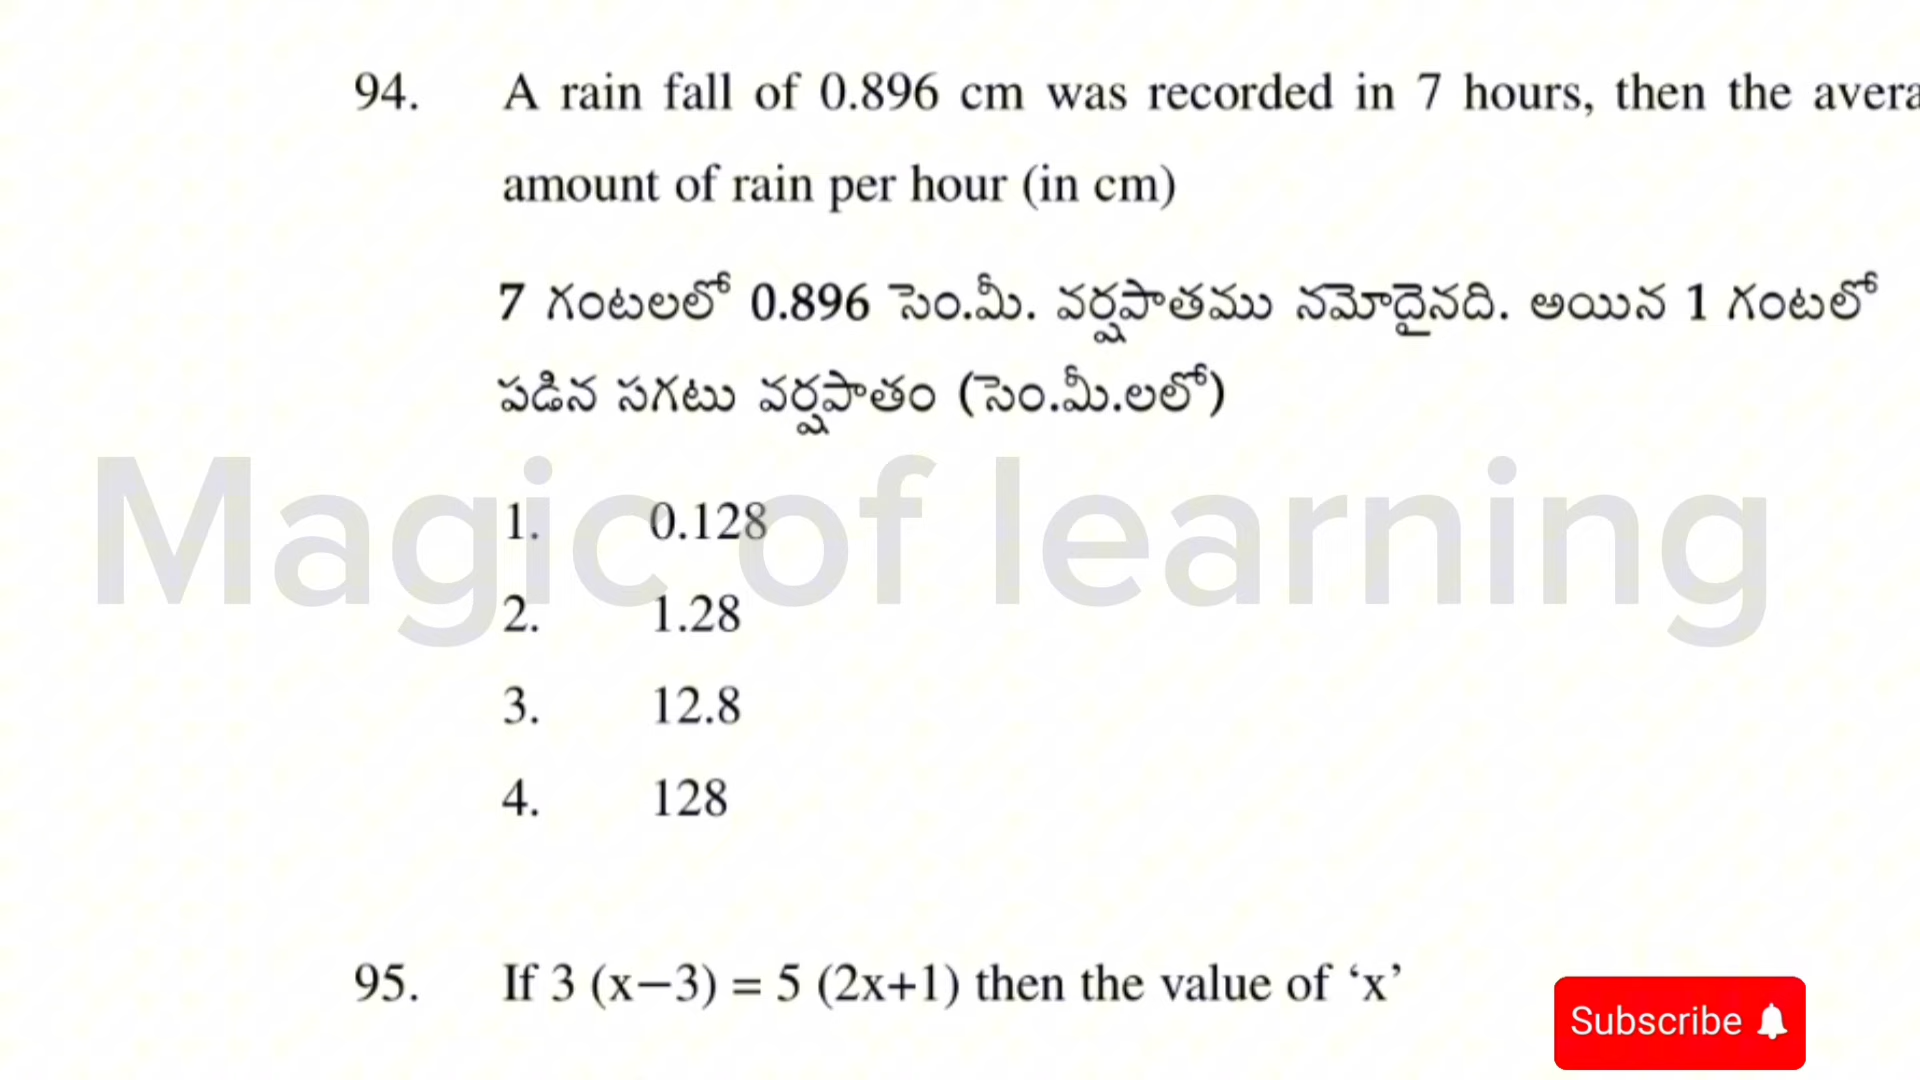 94. A rain fall of 0.896 cm was recorded in 7 hours, then the avera
amount of rain per hour (in cm)
7 గంటలలో 0.896 సెం.మీ. వర్షపాతము నమోదైనది. అయిన 1 గంటలో
పడిన సగటు వర్షపాతం (సెం.మీ.లలో)
Magic of learning
1. 0.128
2. 1.28
3. 12.8
4. 128
95. If 3 (x−3) = 5 (2x+1) then the value of ‘x’
Subscribe